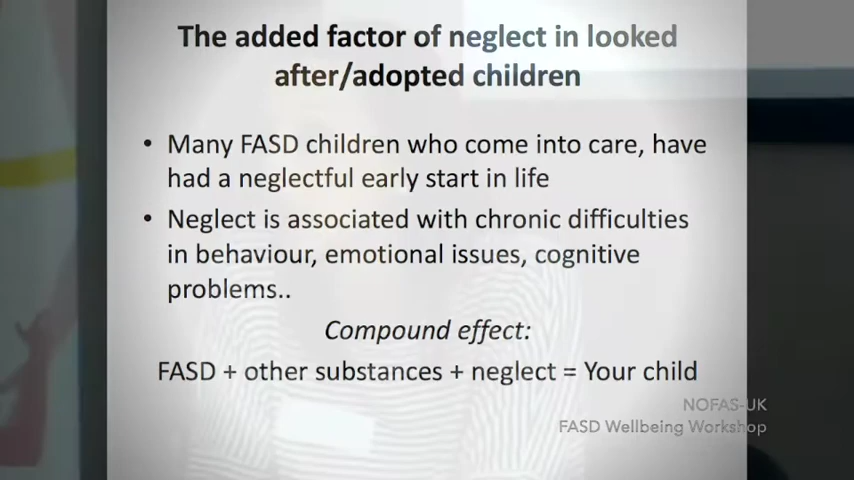 The added factor of neglect in looked
after/adopted children
• Many FASD children who come into care, have
had a neglectful early start in life
• Neglect is associated with chronic difficulties
in behaviour, emotional issues, cognitive
problems..
Compound effect:
FASD + other substances + neglect = Your child
NOFAS-UK
FASD Wellbeing Workshop